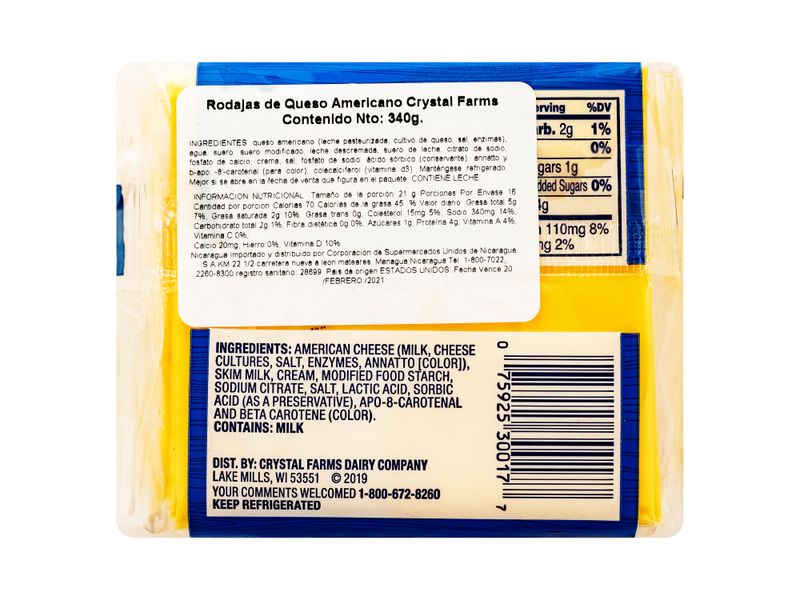 Rodajas de Queso Americano Crystal Farms
Contenido Nto: 340g.
INGREDIENTES queso americano (leche pasteurizada, cultivo de queso, sal, enzimas),
agua, suero, suero modificado, leche descremada, suero de leche, citrato de sodio,
fosfato de calcio, crema, sal, fosfato de sodio ácido sórbico (conservante), annatto y
b-apo -8'-carotenal (para color), colecalciferol (vitamina d3). Manténgase refrigerado
Mejor si se abre en la fecha de venta que figura en el paquete CONTIENE LECHE
INFORMACION NUTRICIONAL Tamaño de la porcion 21 g Porciones Por Envase 16
Cantidad por porcion Calorías 70 Calorías de la grasa 45 % Valor diario Grasa total 5g
7%, Grasa saturada 2g 10% Grasa trans 0g, Colesterol 15mg 5%, Sodio 340mg 14%,
Carbohidrato total 2g 1%, Fibra dietética 0g 0%, Azúcares 1g, Proteína 4g, Vitamina A 4%,
Vitamina C 0%,
Calcio 20mg, Hierro 0%, Vitamina D 10%
Nicaragua Importado y distribuido por Corporacion de Supermercados Unidos de Nicaragua
S.A KM 22 1/2 carretera nueva a leon mateares, Managua Nicaragua Tel 1-800-7022,
2260-8300 registro sanitario: 28699 Pais de origen ESTADOS UNIDOS Fecha Vence 20
/FEBRERO /2021
erving %DV
rb. 2g 1%
0%
gars 1g
dded Sugars 0%
4g
110mg 8%
ng 2%
INGREDIENTS: AMERICAN CHEESE (MILK, CHEESE
CULTURES, SALT, ENZYMES, ANNATTO [COLOR]),
SKIM MILK, CREAM, MODIFIED FOOD STARCH,
SODIUM CITRATE, SALT, LACTIC ACID, SORBIC
ACID (AS A PRESERVATIVE), APO-8-CAROTENAL
AND BETA CAROTENE (COLOR).
CONTAINS: MILK
DIST. BY: CRYSTAL FARMS DAIRY COMPANY
LAKE MILLS, WI 53551 © 2019
YOUR COMMENTS WELCOMED 1-800-672-8260
KEEP REFRIGERATED
0 75925 30017 7